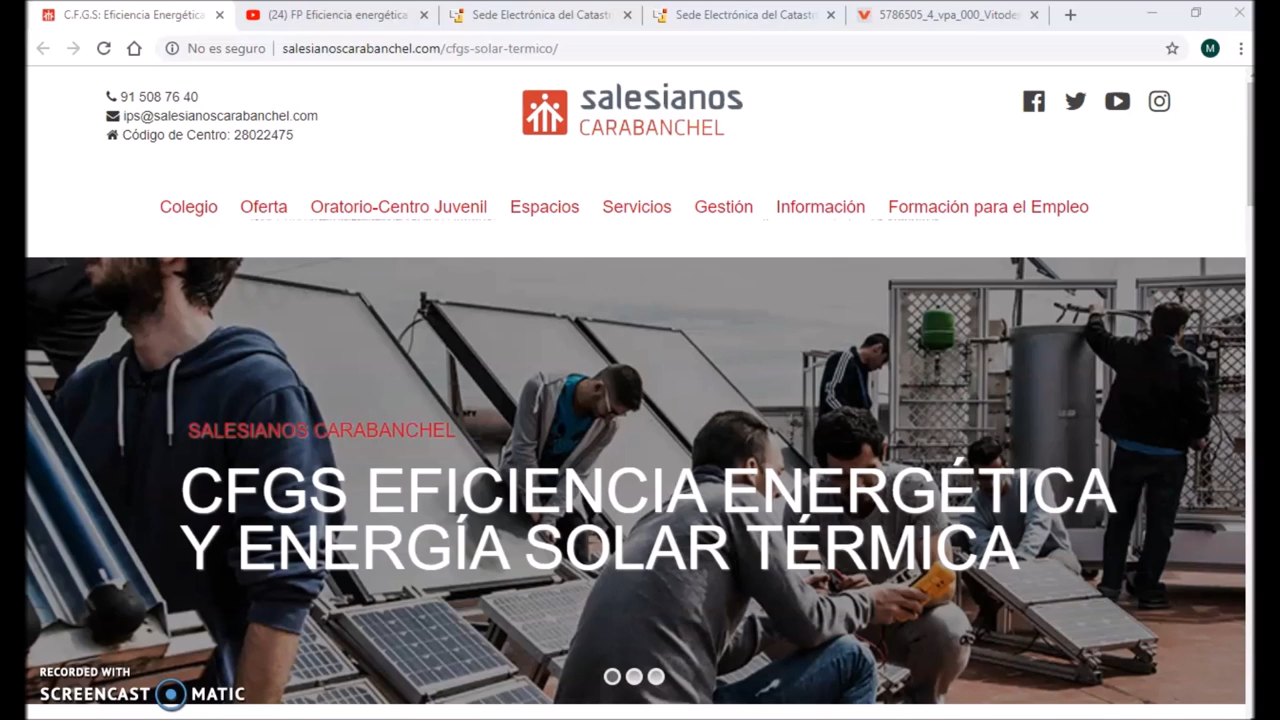 C.F.G.S: Eficiencia Energética
(24) FP Eficiencia energética
Sede Electrónica del Catast
Sede Electrónica del Catast
5786505_4_vpa_000_Vitode
No es seguro
salesianoscarabanchel.com/cfgs-solar-termico/
M
91 508 76 40
ips@salesianoscarabanchel.com
Código de Centro: 28022475
salesianos
CARABANCHEL
Colegio
Oferta
Oratorio-Centro Juvenil
Espacios
Servicios
Gestión
Información
Formación para el Empleo
SALESIANOS CARABANCHEL
CFGS EFICIENCIA ENERGÉTICA
Y ENERGÍA SOLAR TÉRMICA
RECORDED WITH
SCREENCAST MATIC